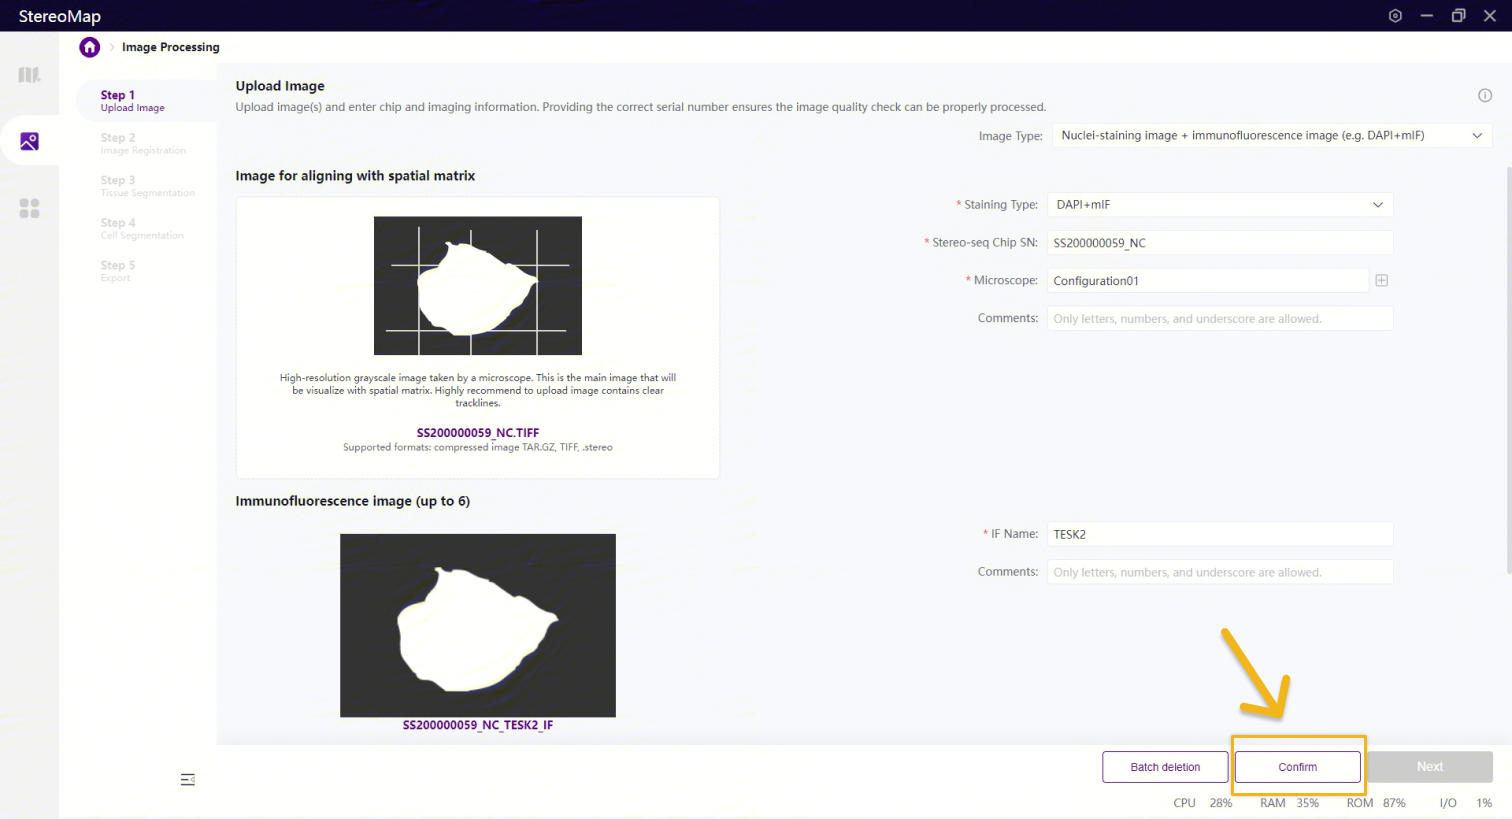 StereoMap
Image Processing
Step 1
Upload Image
Step 2
Image Registration
Step 3
Tissue Segmentation
Step 4
Cell Segmentation
Step 5
Export
Upload Image
Upload image(s) and enter chip and imaging information. Providing the correct serial number ensures the image quality check can be properly processed.
Image Type: Nuclei-staining image + immunofluorescence image (e.g. DAPI+mIF)
Image for aligning with spatial matrix
High-resolution grayscale image taken by a microscope. This is the main image that will
be visualize with spatial matrix. Highly recommend to upload image contains clear
tracklines.
SS200000059_NC.TIFF
Supported formats: compressed image TAR.GZ, TIFF, .stereo
* Staining Type: DAPI+mIF
* Stereo-seq Chip SN: SS200000059_NC
* Microscope: Configuration01
Comments: Only letters, numbers, and underscore are allowed.
Immunofluorescence image (up to 6)
SS200000059_NC_TESK2_IF
* IF Name: TESK2
Comments: Only letters, numbers, and underscore are allowed.
Batch deletion Confirm Next
CPU 28% RAM 35% ROM 87% I/O 1%